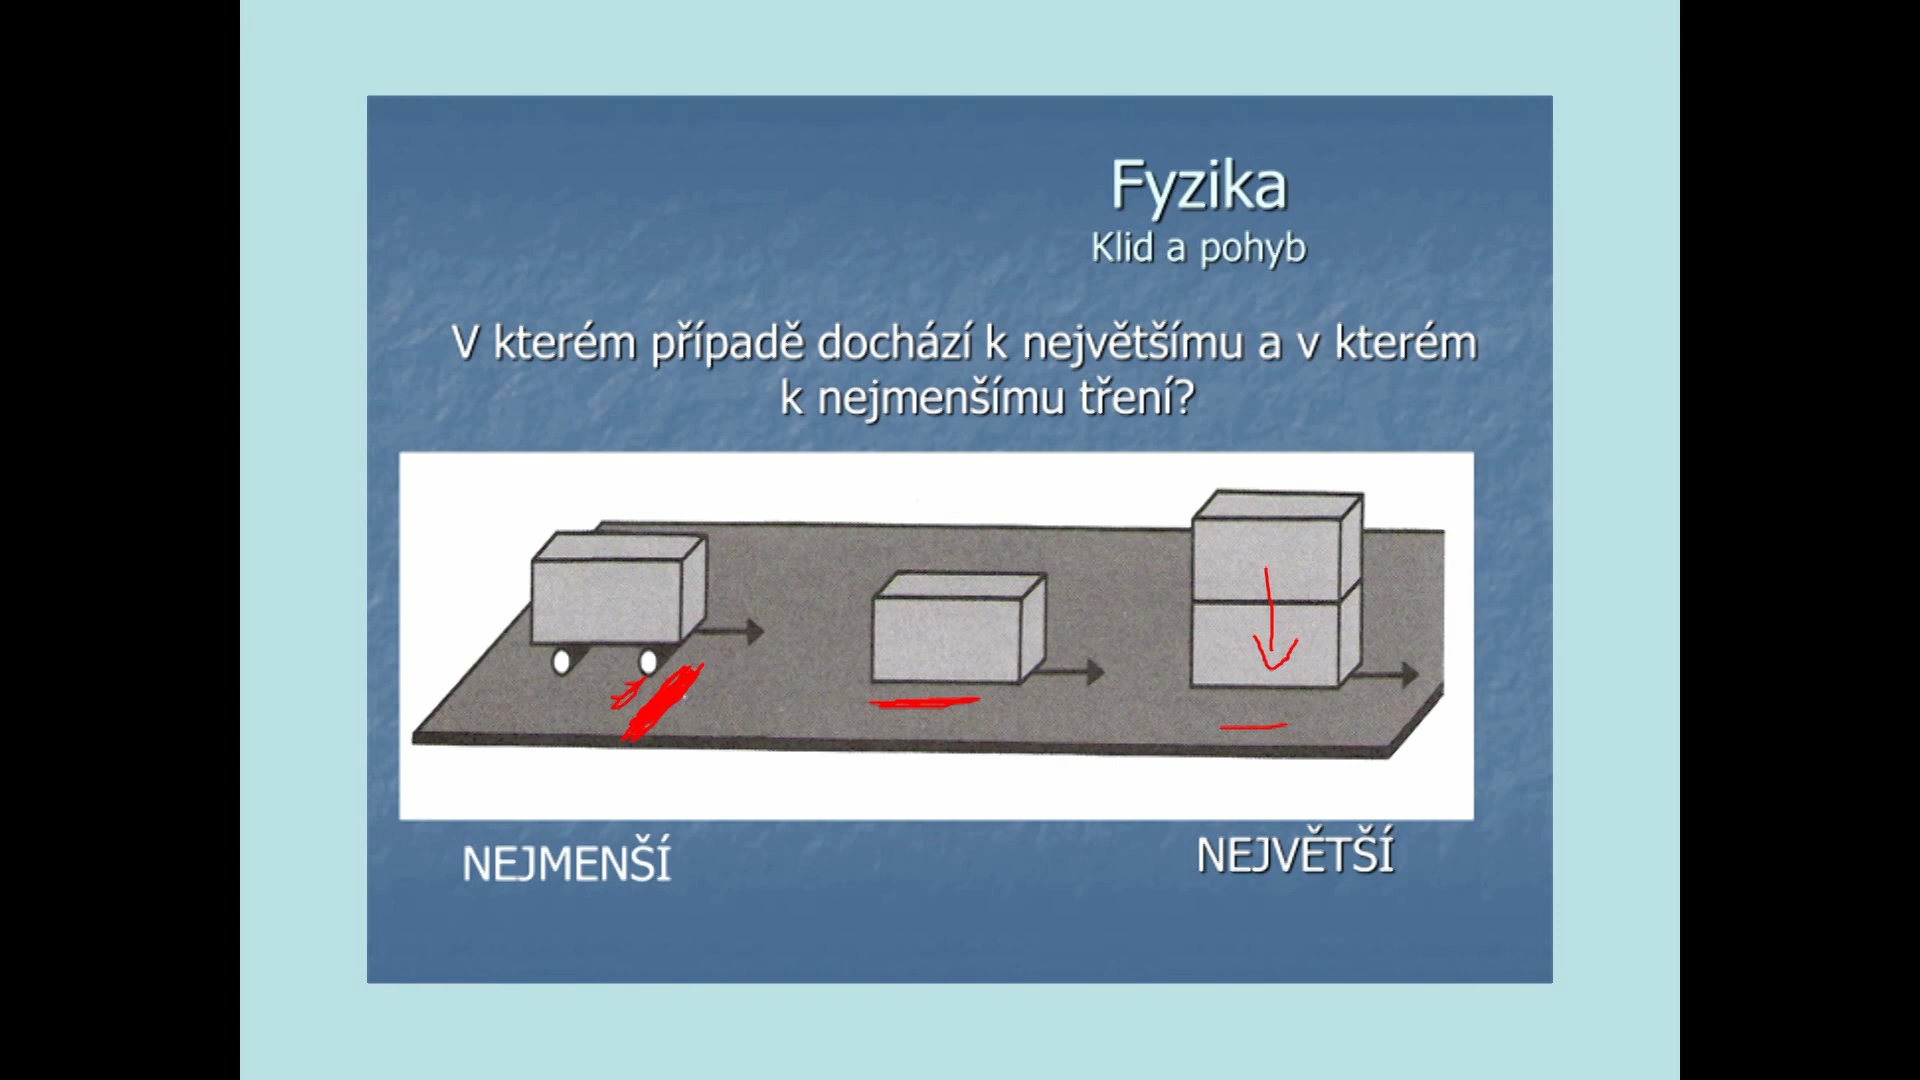 Fyzika
Klid a pohyb
V kterém případě dochází k největšímu a v kterém
k nejmenšímu tření?
NEJMENŠÍ
NEJVĚTŠÍ